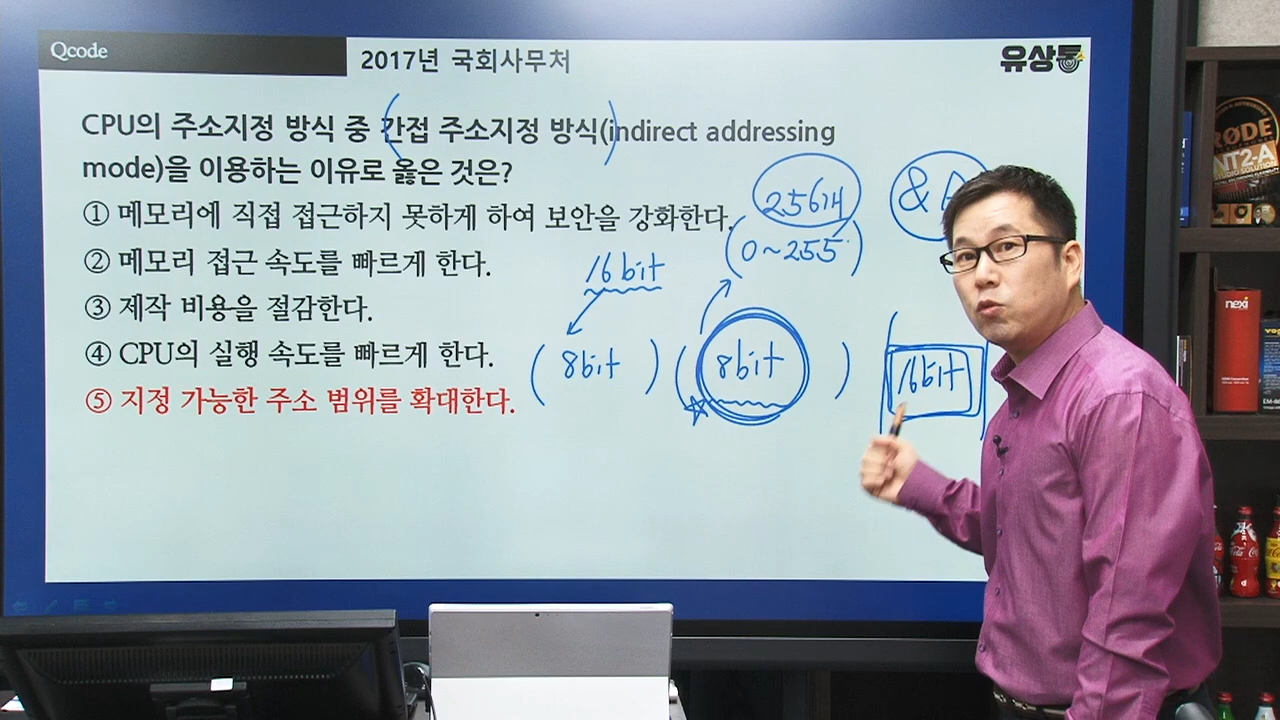 Qcode
2017년 국회사무처
유상통
CPU의 주소지정 방식 중 간접 주소지정 방식(indirect addressing
mode)을 이용하는 이유로 옳은 것은?
① 메모리에 직접 접근하지 못하게 하여 보안을 강화한다.
② 메모리 접근 속도를 빠르게 한다.
③ 제작 비용을 절감한다.
④ CPU의 실행 속도를 빠르게 한다.
⑤ 지정 가능한 주소 범위를 확대한다.
256개
&
(0~255)
16bit
(8bit) (8bit)
16bit
RØDE
NT2-A
nexi
Coca-Cola